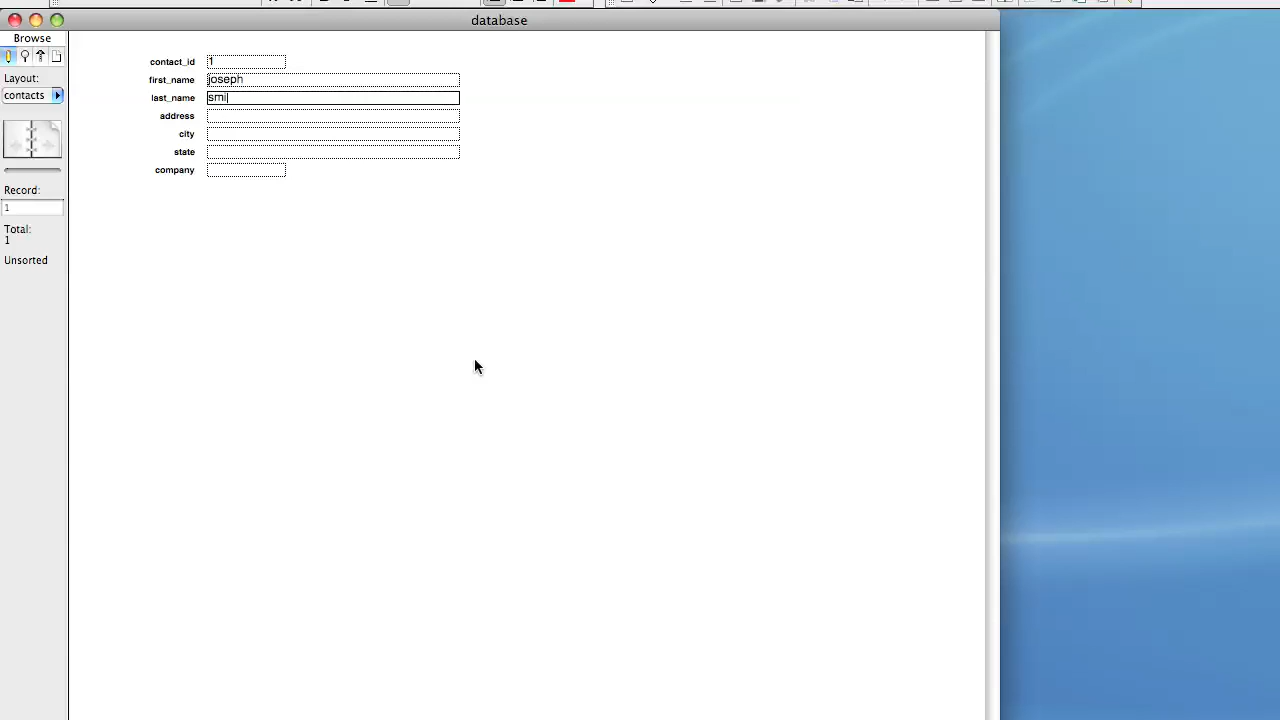 database
Browse
Layout:
contacts
Record:
1
Total:
1
Unsorted
contact_id 1
first_name joseph
last_name smi
address
city
state
company